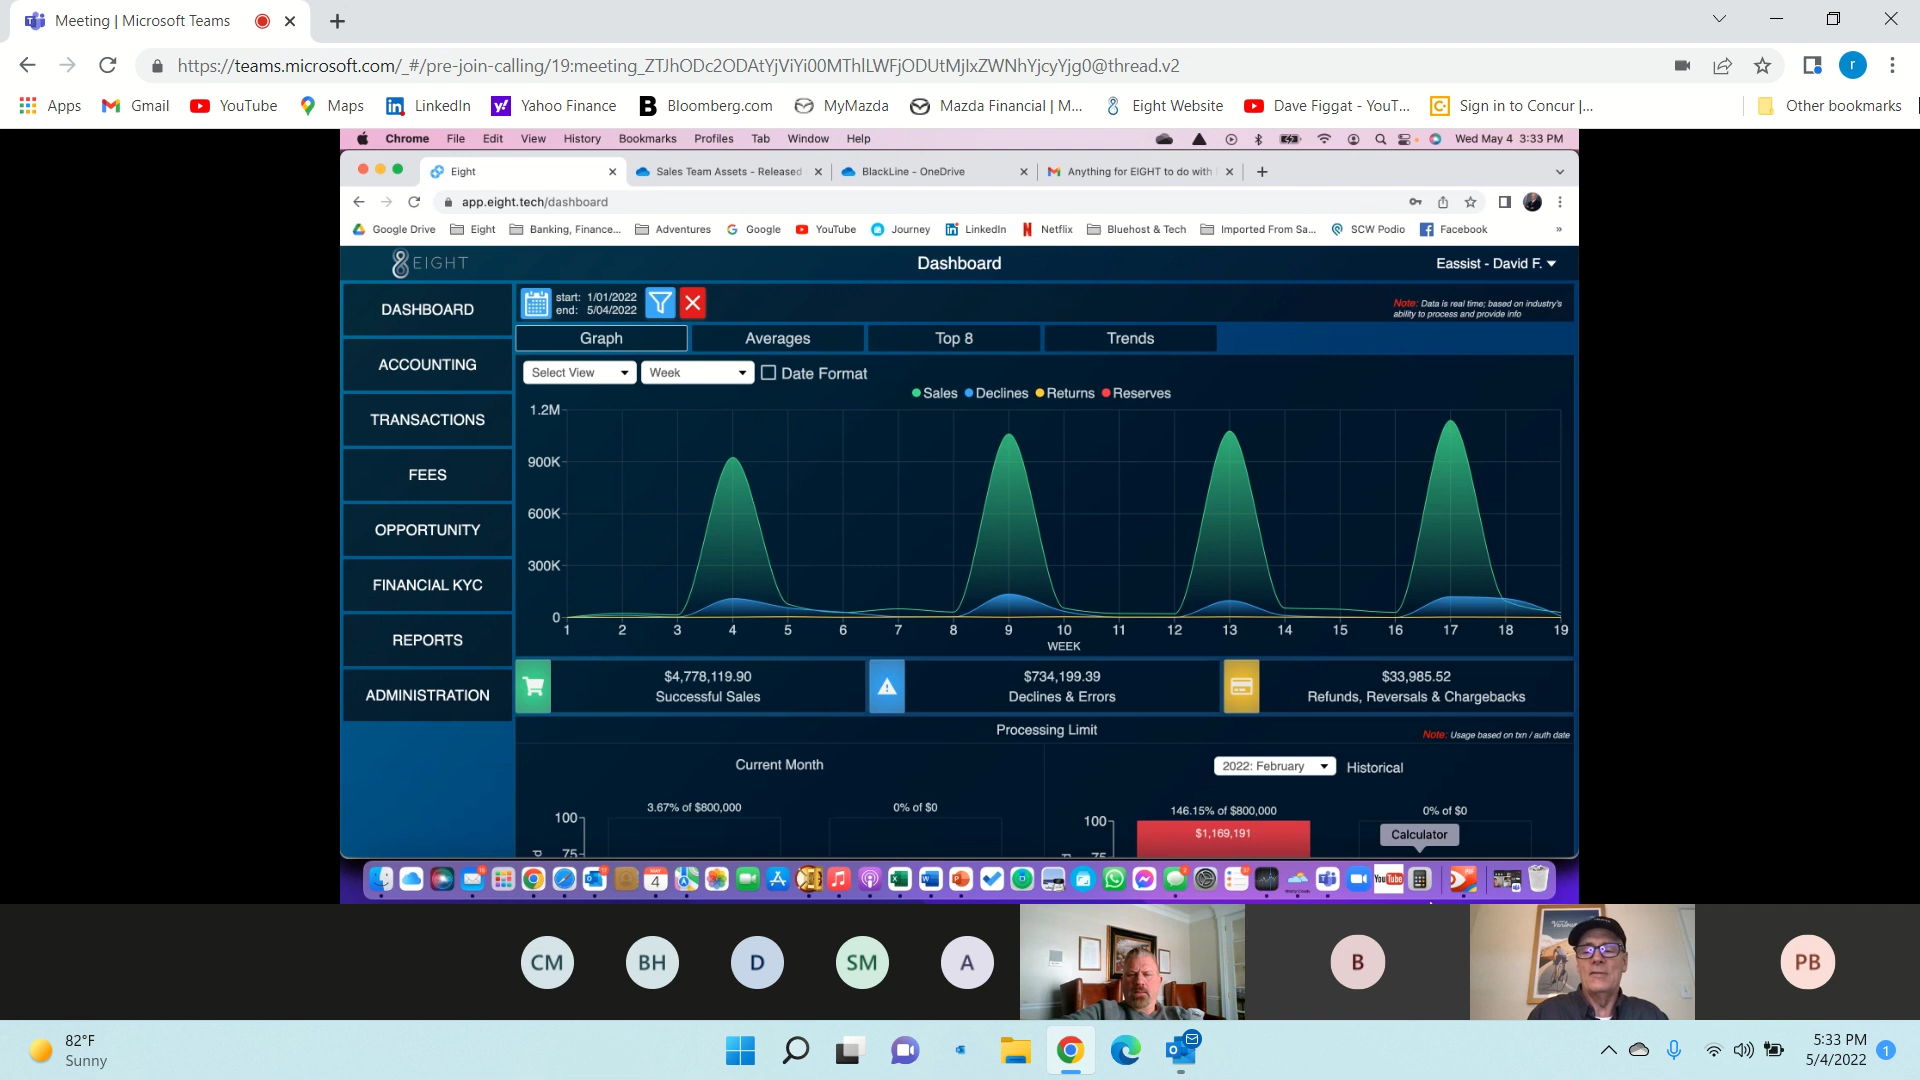 Meeting | Microsoft Teams
https://teams.microsoft.com/_#/pre-join-calling/19:meeting_ZTJhODc2ODAtYjViYi00MThlLWFjODUtMjIxZWNhYjcyYjg0@thread.v2
r
Apps Gmail YouTube Maps LinkedIn Yahoo Finance Bloomberg.com MyMazda Mazda Financial | M... Eight Website Dave Figgat - YouT... Sign in to Concur |... Other bookmarks
Chrome File Edit View History Bookmarks Profiles Tab Window Help Wed May 4 3:33 PM
Eight Sales Team Assets - Released BlackLine - OneDrive Anything for EIGHT to do with
app.eight.tech/dashboard
Google Drive Eight Banking, Finance... Adventures Google YouTube Journey LinkedIn Netflix Bluehost & Tech Imported From Sa... SCW Podio Facebook »
EIGHT Dashboard Eassist - David F.
DASHBOARD
ACCOUNTING
TRANSACTIONS
FEES
OPPORTUNITY
FINANCIAL KYC
REPORTS
ADMINISTRATION
start: 1/01/2022
end: 5/04/2022
Note: Data is real time; based on industry's
ability to process and provide info
Graph Averages Top 8 Trends
Select View Week Date Format
Sales Declines Returns Reserves
1.2M
900K
600K
300K
0
1 2 3 4 5 6 7 8 9 10 11 12 13 14 15 16 17 18 19
WEEK
$4,778,119.90
Successful Sales
$734,199.39
Declines & Errors
$33,985.52
Refunds, Reversals & Chargebacks
Processing Limit
Note: Usage based on txn / auth date
Current Month
2022: February Historical
3.67% of $800,000 0% of $0
146.15% of $800,000 0% of $0
100
75
100
$1,169,191
75
Calculator
MAY
4
YouTube
CM BH D SM A B PB
82°F
Sunny
5:33 PM
5/4/2022
1